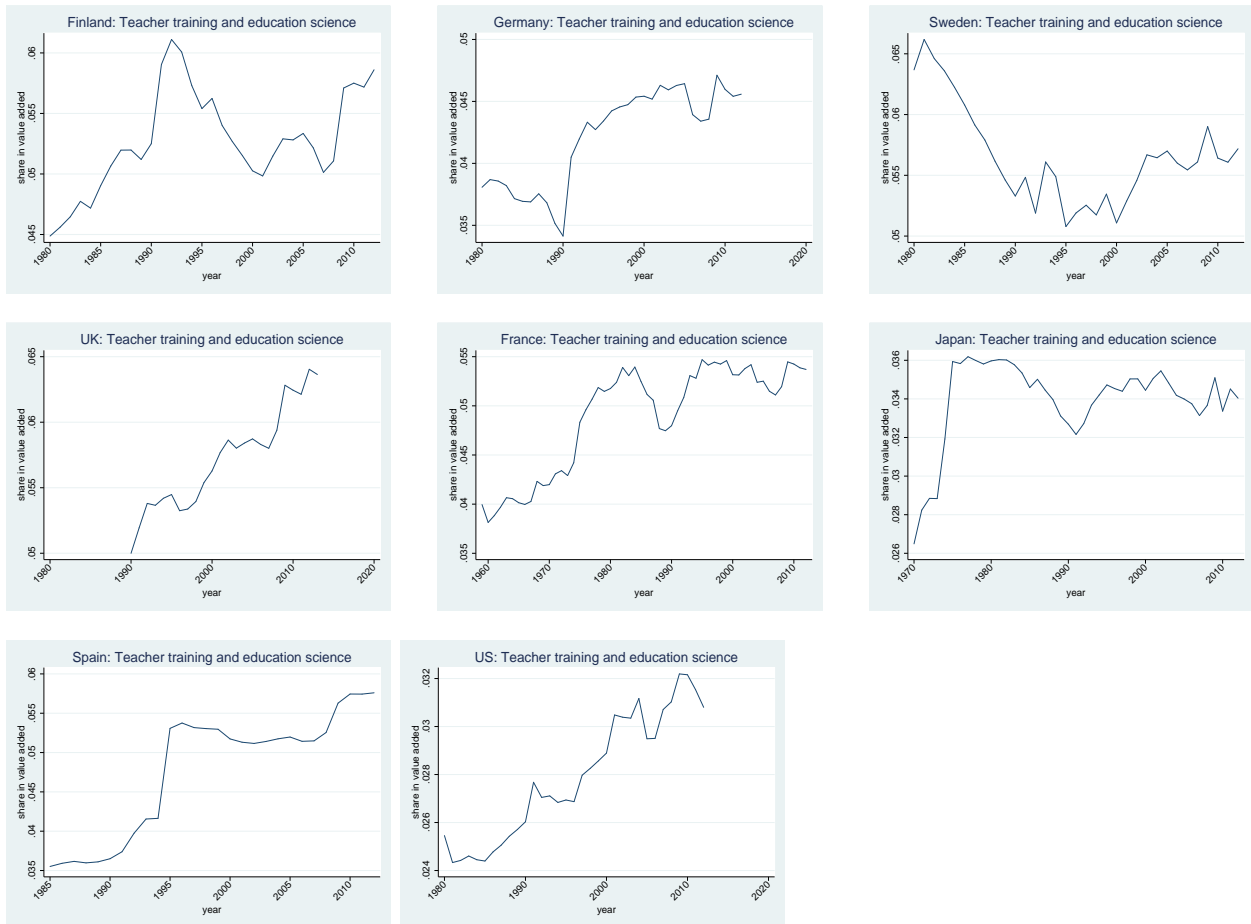 Finland: Teacher training and education science
share in value added
.045 .05 .055 .06
1980 1985 1990 1995 2000 2005 2010
year
Germany: Teacher training and education science
share in value added
.035 .04 .045 .05
1980 1990 2000 2010 2020
year
Sweden: Teacher training and education science
share in value added
.05 .055 .06 .065
1980 1985 1990 1995 2000 2005 2010
year
UK: Teacher training and education science
share in value added
.05 .055 .06 .065
1980 1990 2000 2010 2020
year
France: Teacher training and education science
share in value added
.035 .04 .045 .05 .055
1960 1970 1980 1990 2000 2010
year
Japan: Teacher training and education science
share in value added
.026 .028 .03 .032 .034 .036
1970 1980 1990 2000 2010
year
Spain: Teacher training and education science
share in value added
.035 .04 .045 .05 .055 .06
1985 1990 1995 2000 2005 2010
year
US: Teacher training and education science
share in value added
.024 .026 .028 .03 .032
1980 1990 2000 2010 2020
year